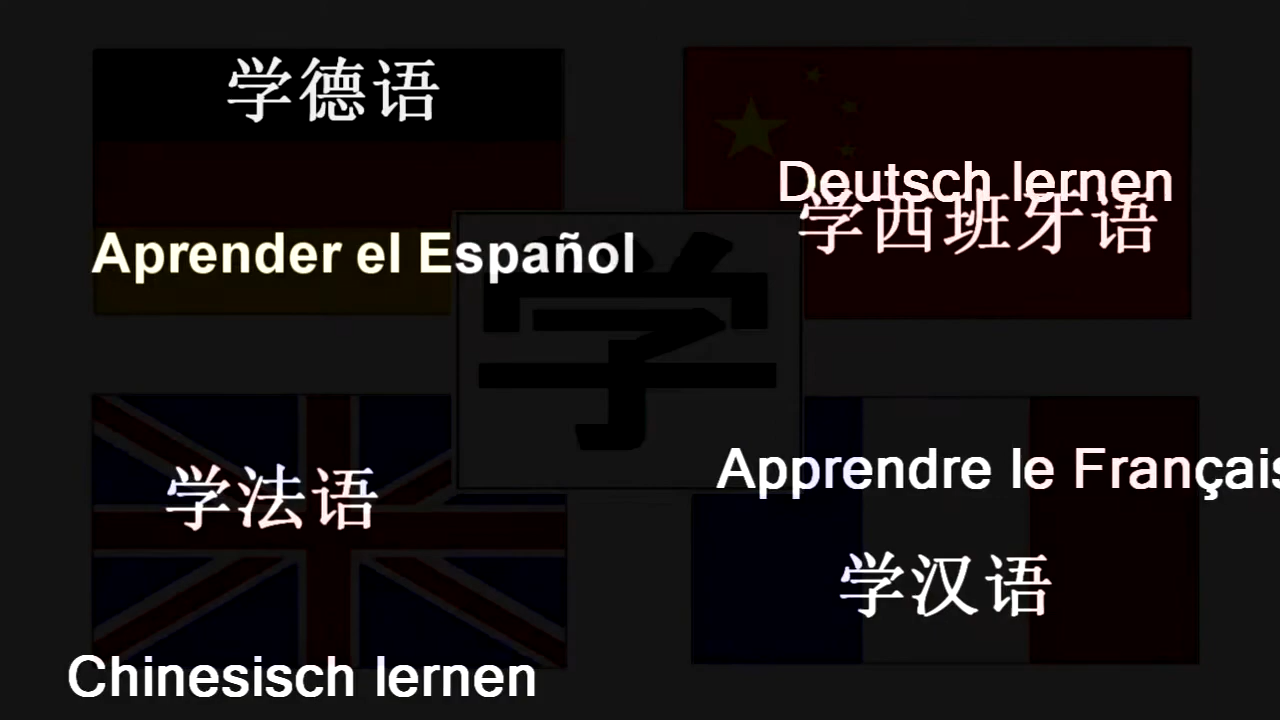 学德语
Deutsch lernen
学西班牙语
Aprender el Español
学
学法语
Apprendre le Français
学汉语
Chinesisch lernen